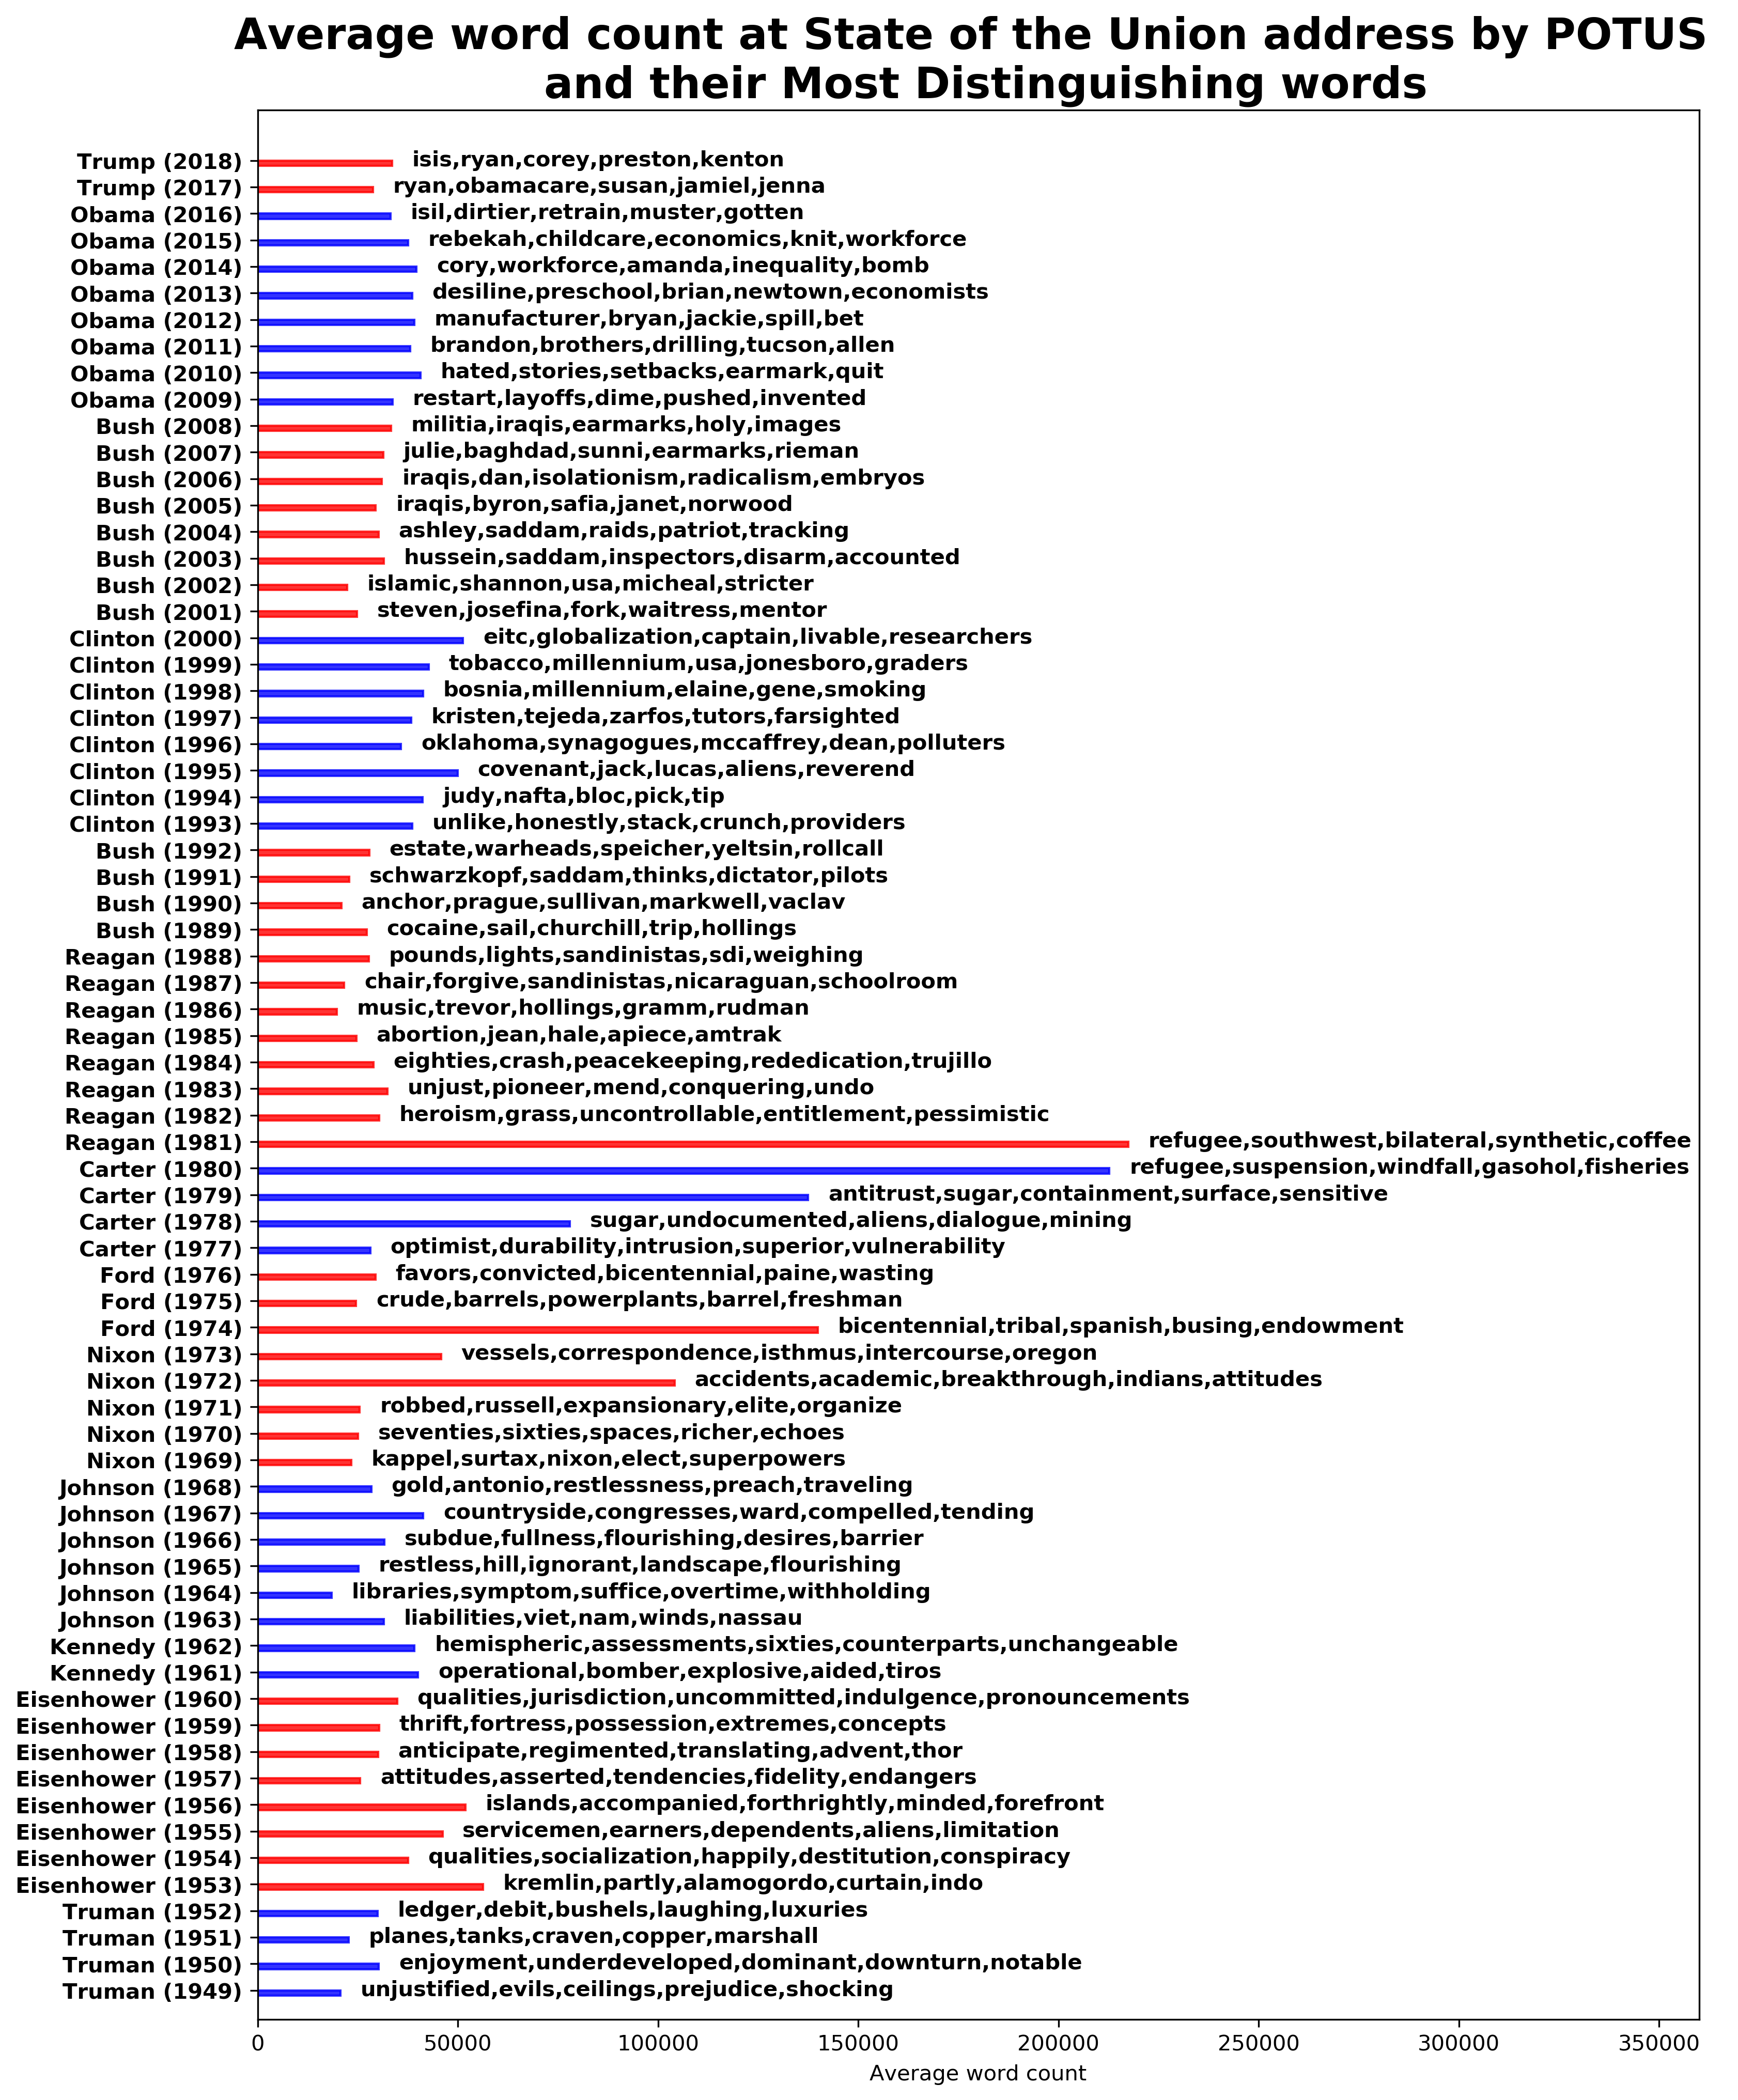 Average word count at State of the Union address by POTUS
and their Most Distinguishing words
Trump (2018) isis,ryan,corey,preston,kenton
Trump (2017) ryan,obamacare,susan,jamiel,jenna
Obama (2016) isil,dirtier,retrain,muster,gotten
Obama (2015) rebekah,childcare,economics,knit,workforce
Obama (2014) cory,workforce,amanda,inequality,bomb
Obama (2013) desiline,preschool,brian,newtown,economists
Obama (2012) manufacturer,bryan,jackie,spill,bet
Obama (2011) brandon,brothers,drilling,tucson,allen
Obama (2010) hated,stories,setbacks,earmark,quit
Obama (2009) restart,layoffs,dime,pushed,invented
Bush (2008) militia,iraqis,earmarks,holy,images
Bush (2007) julie,baghdad,sunni,earmarks,rieman
Bush (2006) iraqis,dan,isolationism,radicalism,embryos
Bush (2005) iraqis,byron,safia,janet,norwood
Bush (2004) ashley,saddam,raids,patriot,tracking
Bush (2003) hussein,saddam,inspectors,disarm,accounted
Bush (2002) islamic,shannon,usa,micheal,stricter
Bush (2001) steven,josefina,fork,waitress,mentor
Clinton (2000) eitc,globalization,captain,livable,researchers
Clinton (1999) tobacco,millennium,usa,jonesboro,graders
Clinton (1998) bosnia,millennium,elaine,gene,smoking
Clinton (1997) kristen,tejeda,zarfos,tutors,farsighted
Clinton (1996) oklahoma,synagogues,mccaffrey,dean,polluters
Clinton (1995) covenant,jack,lucas,aliens,reverend
Clinton (1994) judy,nafta,bloc,pick,tip
Clinton (1993) unlike,honestly,stack,crunch,providers
Bush (1992) estate,warheads,speicher,yeltsin,rollcall
Bush (1991) schwarzkopf,saddam,thinks,dictator,pilots
Bush (1990) anchor,prague,sullivan,markwell,vaclav
Bush (1989) cocaine,sail,churchill,trip,hollings
Reagan (1988) pounds,lights,sandinistas,sdi,weighing
Reagan (1987) chair,forgive,sandinistas,nicaraguan,schoolroom
Reagan (1986) music,trevor,hollings,gramm,rudman
Reagan (1985) abortion,jean,hale,apiece,amtrak
Reagan (1984) eighties,crash,peacekeeping,rededication,trujillo
Reagan (1983) unjust,pioneer,mend,conquering,undo
Reagan (1982) heroism,grass,uncontrollable,entitlement,pessimistic
Reagan (1981) refugee,southwest,bilateral,synthetic,coffee
Carter (1980) refugee,suspension,windfall,gasohol,fisheries
Carter (1979) antitrust,sugar,containment,surface,sensitive
Carter (1978) sugar,undocumented,aliens,dialogue,mining
Carter (1977) optimist,durability,intrusion,superior,vulnerability
Ford (1976) favors,convicted,bicentennial,paine,wasting
Ford (1975) crude,barrels,powerplants,barrel,freshman
Ford (1974) bicentennial,tribal,spanish,busing,endowment
Nixon (1973) vessels,correspondence,isthmus,intercourse,oregon
Nixon (1972) accidents,academic,breakthrough,indians,attitudes
Nixon (1971) robbed,russell,expansionary,elite,organize
Nixon (1970) seventies,sixties,spaces,richer,echoes
Nixon (1969) kappel,surtax,nixon,elect,superpowers
Johnson (1968) gold,antonio,restlessness,preach,traveling
Johnson (1967) countryside,congresses,ward,compelled,tending
Johnson (1966) subdue,fullness,flourishing,desires,barrier
Johnson (1965) restless,hill,ignorant,landscape,flourishing
Johnson (1964) libraries,symptom,suffice,overtime,withholding
Johnson (1963) liabilities,viet,nam,winds,nassau
Kennedy (1962) hemispheric,assessments,sixties,counterparts,unchangeable
Kennedy (1961) operational,bomber,explosive,aided,tiros
Eisenhower (1960) qualities,jurisdiction,uncommitted,indulgence,pronouncements
Eisenhower (1959) thrift,fortress,possession,extremes,concepts
Eisenhower (1958) anticipate,regimented,translating,advent,thor
Eisenhower (1957) attitudes,asserted,tendencies,fidelity,endangers
Eisenhower (1956) islands,accompanied,forthrightly,minded,forefront
Eisenhower (1955) servicemen,earners,dependents,aliens,limitation
Eisenhower (1954) qualities,socialization,happily,destitution,conspiracy
Eisenhower (1953) kremlin,partly,alamogordo,curtain,indo
Truman (1952) ledger,debit,bushels,laughing,luxuries
Truman (1951) planes,tanks,craven,copper,marshall
Truman (1950) enjoyment,underdeveloped,dominant,downturn,notable
Truman (1949) unjustified,evils,ceilings,prejudice,shocking
0 50000 100000 150000 200000 250000 300000 350000
Average word count